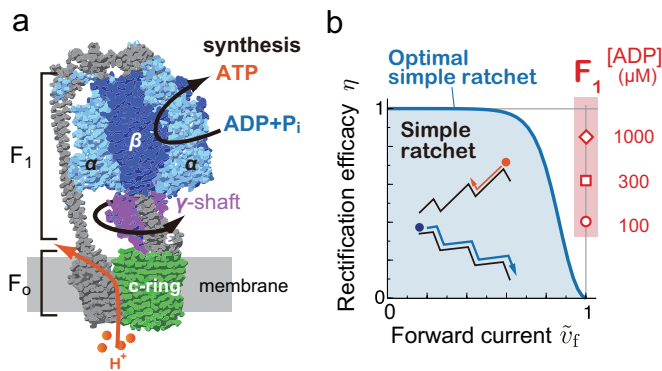 a
synthesis
ATP
ADP+Pi
F1
β
α
α
γ-shaft
Fo
c-ring
membrane
H+
b
Optimal
simple ratchet
F1
[ADP]
(μM)
Rectification efficacy η
1
Simple
ratchet
1000
300
100
0
0
1
Forward current ṽf